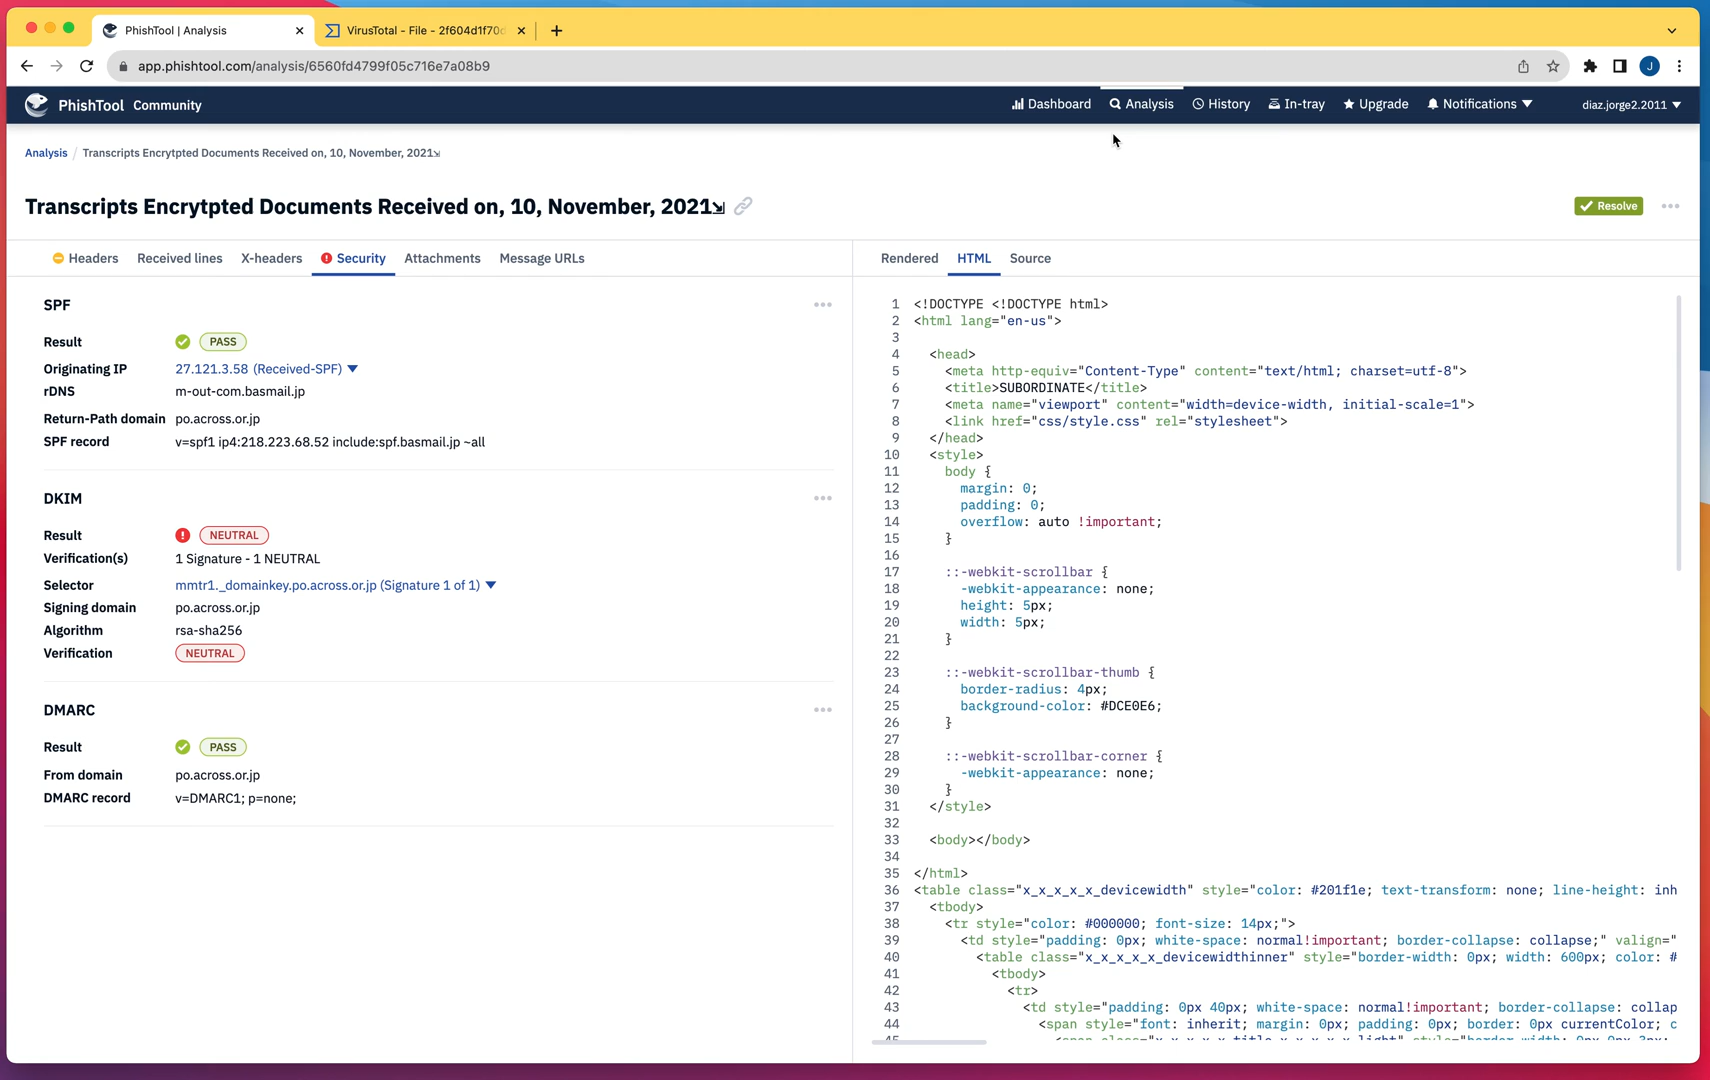 PhishTool | Analysis
VirusTotal - File - 2f604d1f70
app.phishtool.com/analysis/6560fd4799f05c716e7a08b9
J
PhishTool Community
Dashboard
Analysis
History
In-tray
Upgrade
Notifications
diaz.jorge2.2011
Analysis / Transcripts Encrytpted Documents Received on, 10, November, 2021⇲
Transcripts Encrytpted Documents Received on, 10, November, 2021⇲
Resolve
Headers
Received lines
X-headers
Security
Attachments
Message URLs
SPF
Result PASS
Originating IP 27.121.3.58 (Received-SPF)
rDNS m-out-com.basmail.jp
Return-Path domain po.across.or.jp
SPF record v=spf1 ip4:218.223.68.52 include:spf.basmail.jp ~all
DKIM
Result NEUTRAL
Verification(s) 1 Signature - 1 NEUTRAL
Selector mmtr1._domainkey.po.across.or.jp (Signature 1 of 1)
Signing domain po.across.or.jp
Algorithm rsa-sha256
Verification NEUTRAL
DMARC
Result PASS
From domain po.across.or.jp
DMARC record v=DMARC1; p=none;
Rendered
HTML
Source
1 <!DOCTYPE <!DOCTYPE html>
2 <html lang="en-us">
3
4 <head>
5 <meta http-equiv="Content-Type" content="text/html; charset=utf-8">
6 <title>SUBORDINATE</title>
7 <meta name="viewport" content="width=device-width, initial-scale=1">
8 <link href="css/style.css" rel="stylesheet">
9 </head>
10 <style>
11 body {
12 margin: 0;
13 padding: 0;
14 overflow: auto !important;
15 }
16
17 ::-webkit-scrollbar {
18 -webkit-appearance: none;
19 height: 5px;
20 width: 5px;
21 }
22
23 ::-webkit-scrollbar-thumb {
24 border-radius: 4px;
25 background-color: #DCE0E6;
26 }
27
28 ::-webkit-scrollbar-corner {
29 -webkit-appearance: none;
30 }
31 </style>
32
33 <body></body>
34
35 </html>
36 <table class="x_x_x_x_x_devicewidth" style="color: #201f1e; text-transform: none; line-height: inh
37 <tbody>
38 <tr style="color: #000000; font-size: 14px;">
39 <td style="padding: 0px; white-space: normal!important; border-collapse: collapse;" valign="
40 <table class="x_x_x_x_x_devicewidthinner" style="border-width: 0px; width: 600px; color: #
41 <tbody>
42 <tr>
43 <td style="padding: 0px 40px; white-space: normal!important; border-collapse: collap
44 <span style="font: inherit; margin: 0px; padding: 0px; border: 0px currentColor; c